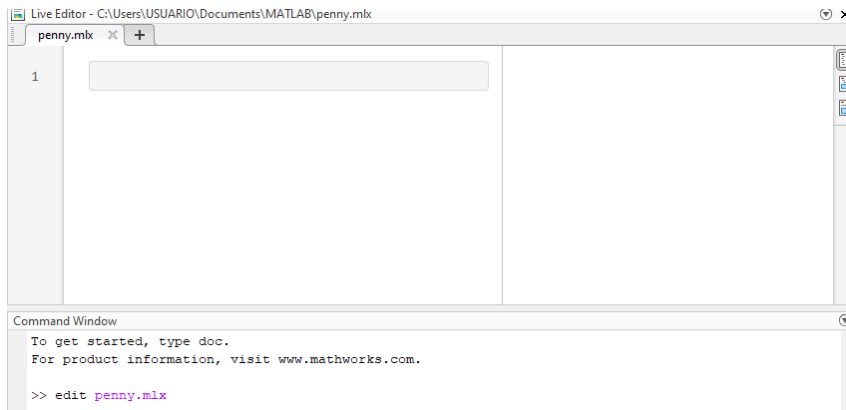 Live Editor - C:\Users\USUARIO\Documents\MATLAB\penny.mlx
penny.mlx
1
Command Window
To get started, type doc.
For product information, visit www.mathworks.com.
>> edit penny.mlx